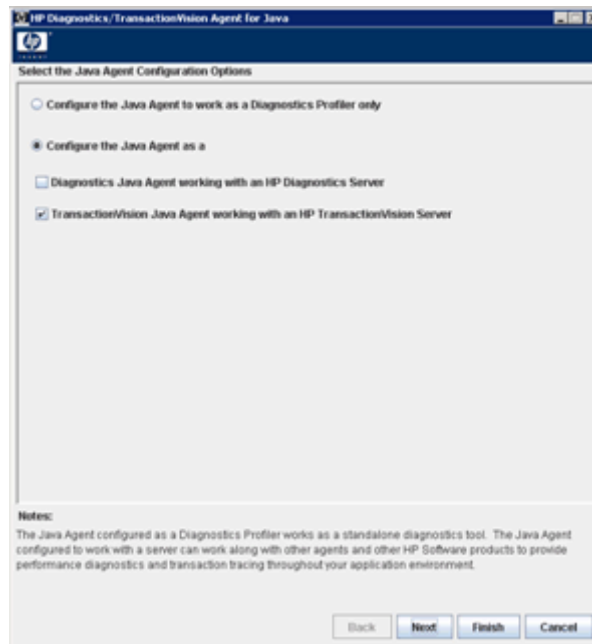 HP Diagnostics/TransactionVision Agent for Java
hp
invent
Select the Java Agent Configuration Options
Configure the Java Agent to work as a Diagnostics Profiler only
Configure the Java Agent as a
Diagnostics Java Agent working with an HP Diagnostics Server
TransactionVision Java Agent working with an HP TransactionVision Server
Notes:
The Java Agent configured as a Diagnostics Profiler works as a standalone diagnostics tool. The Java Agent
configured to work with a server can work along with other agents and other HP Software products to provide
performance diagnostics and transaction tracing throughout your application environment.
Back Next Finish Cancel